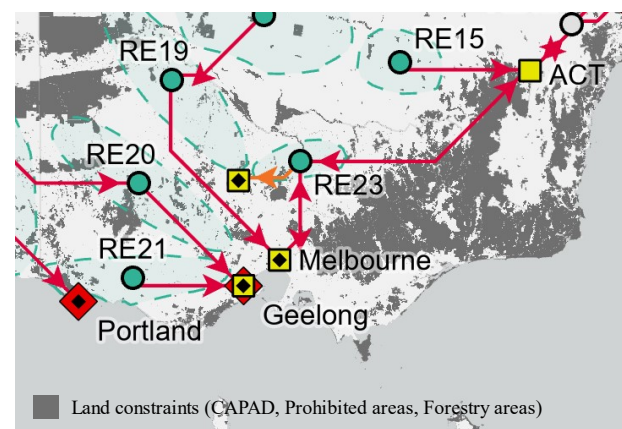 RE15
RE19
ACT
RE20
RE23
RE21
Melbourne
Geelong
Portland
Land constraints (CAPAD, Prohibited areas, Forestry areas)